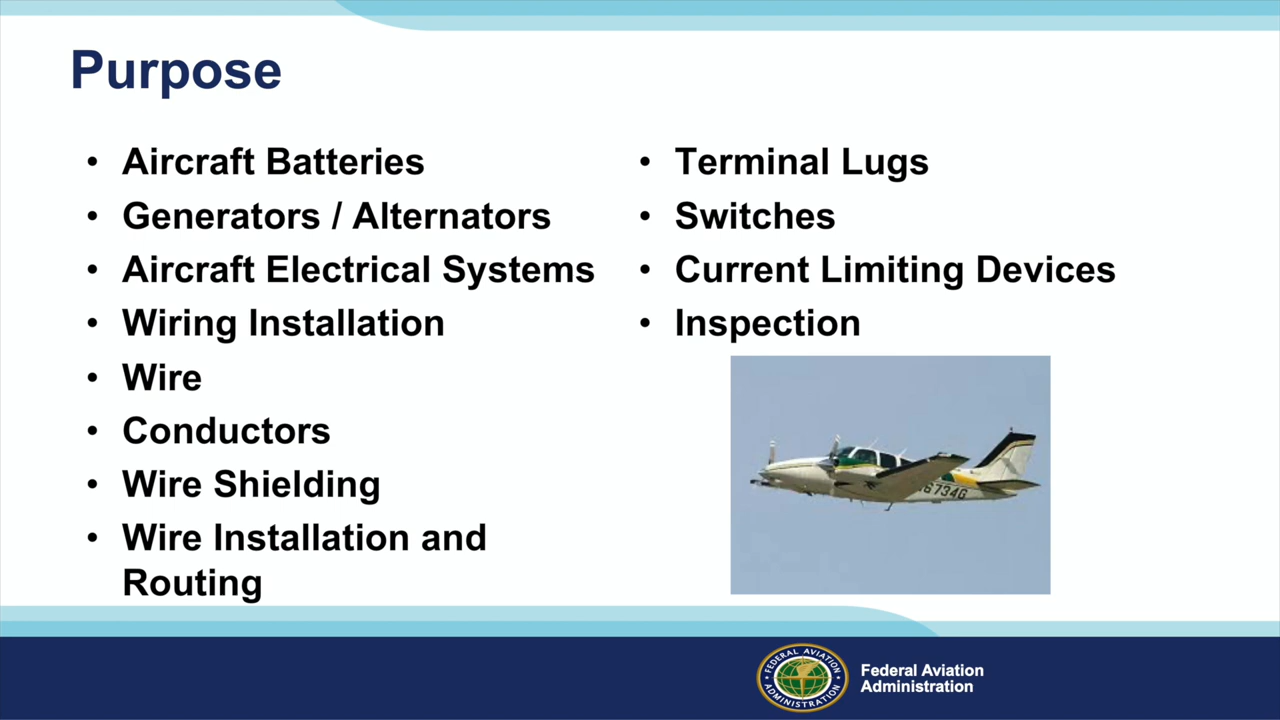 Purpose
• Aircraft Batteries
• Generators / Alternators
• Aircraft Electrical Systems
• Wiring Installation
• Wire
• Conductors
• Wire Shielding
• Wire Installation and
Routing
• Terminal Lugs
• Switches
• Current Limiting Devices
• Inspection
6734G
FEDERAL AVIATION
ADMINISTRATION
Federal Aviation
Administration